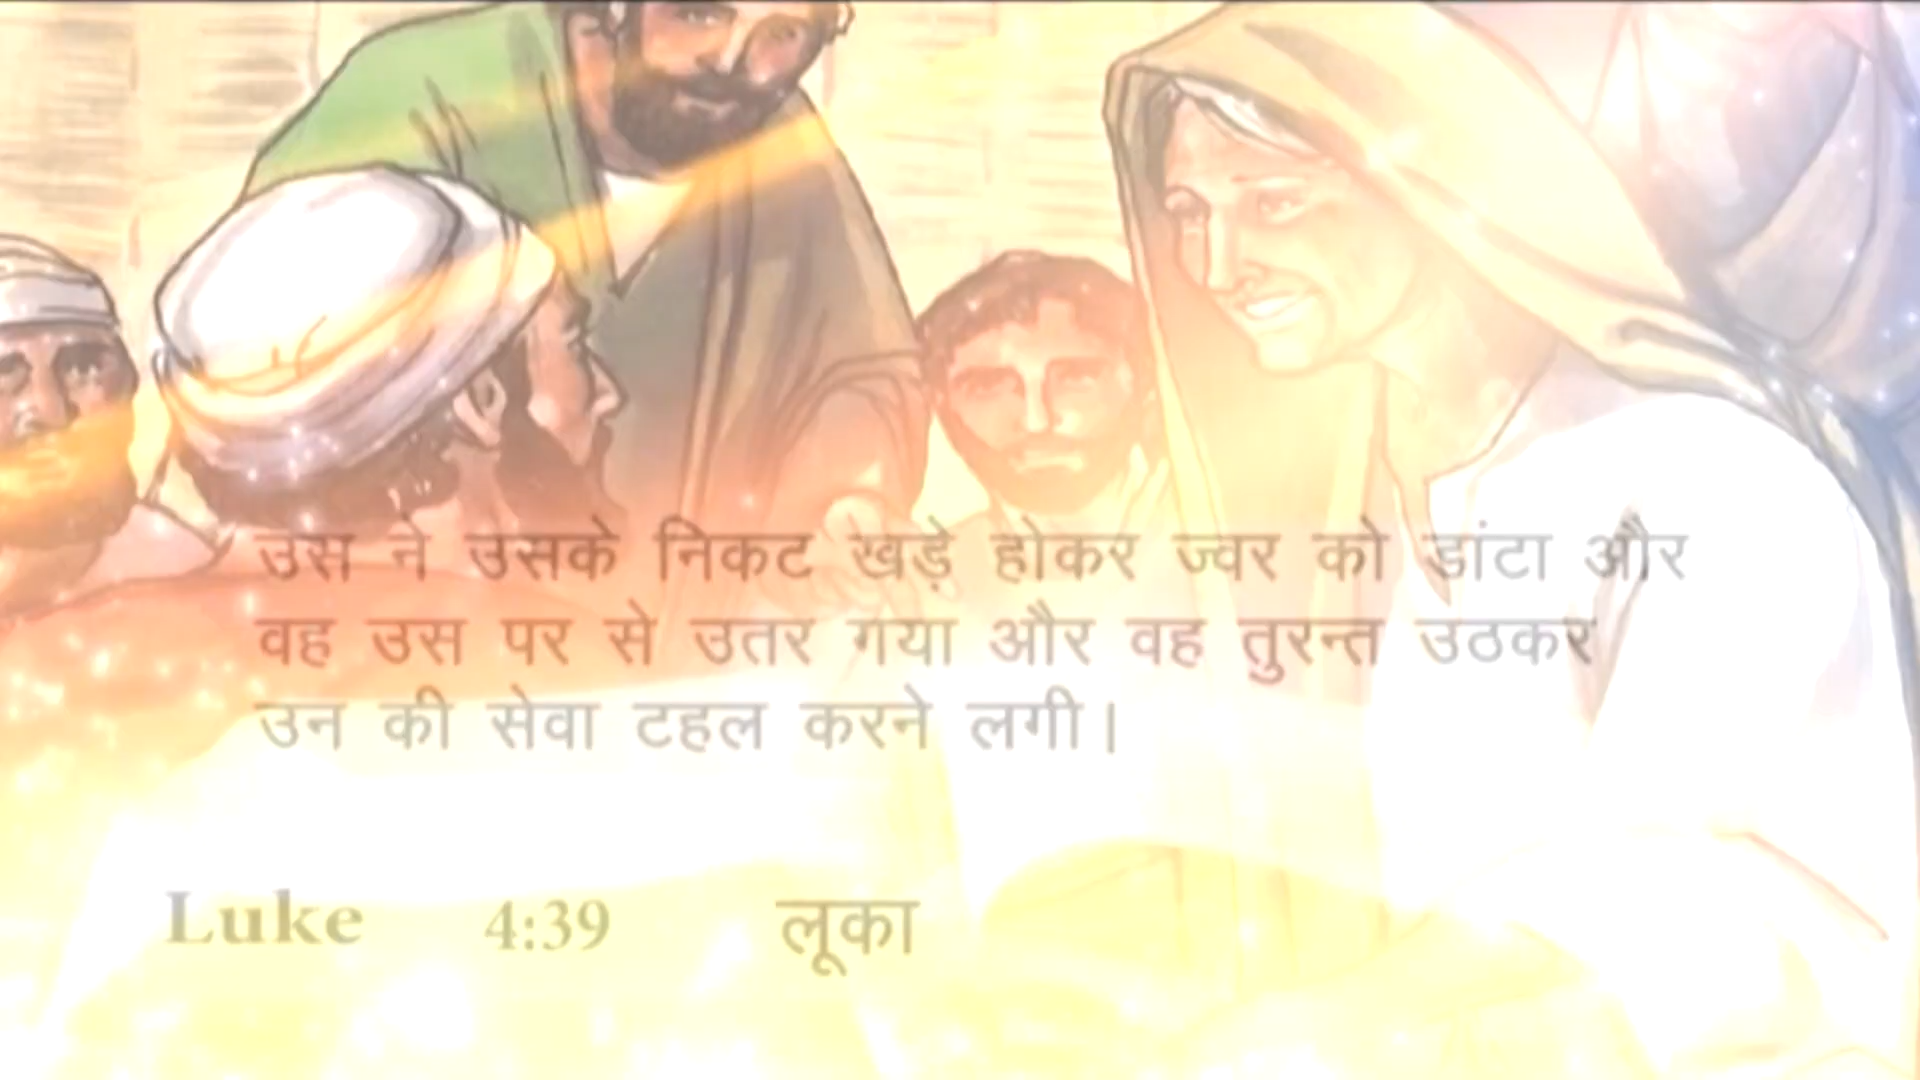 उस ने उसके निकट खड़े होकर ज्वर को डांटा और
वह उस पर से उतर गया और वह तुरन्त उठकर
उन की सेवा टहल करने लगी।
Luke 4:39 लूका